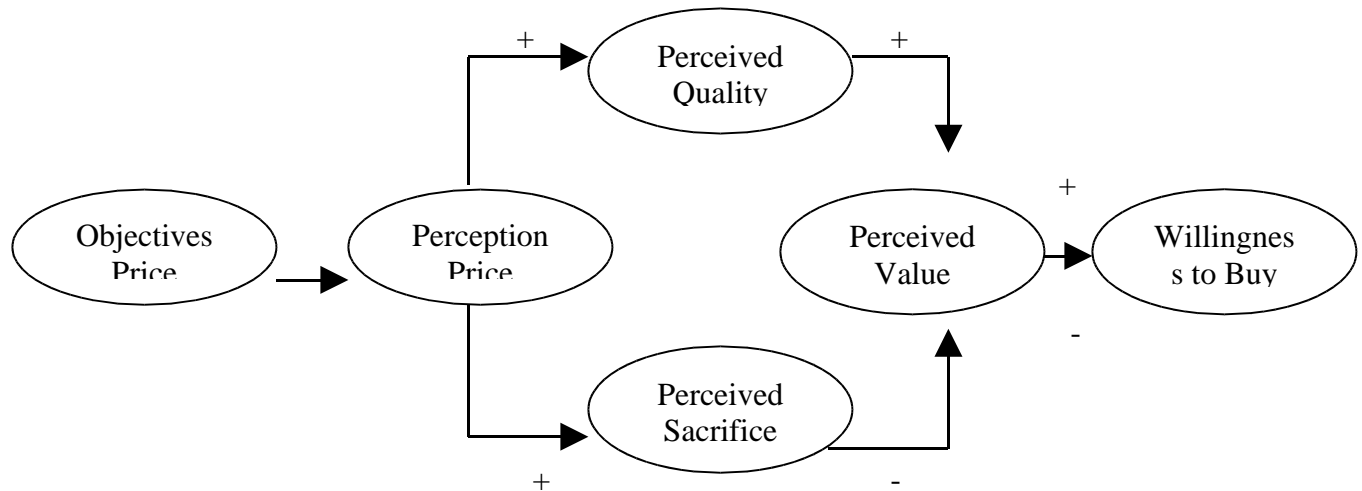 +
+
Perceived
Quality
Objectives
Price
Perception
Price
Perceived
Value
+
Willingnes
s to Buy
-
Perceived
Sacrifice
+
-